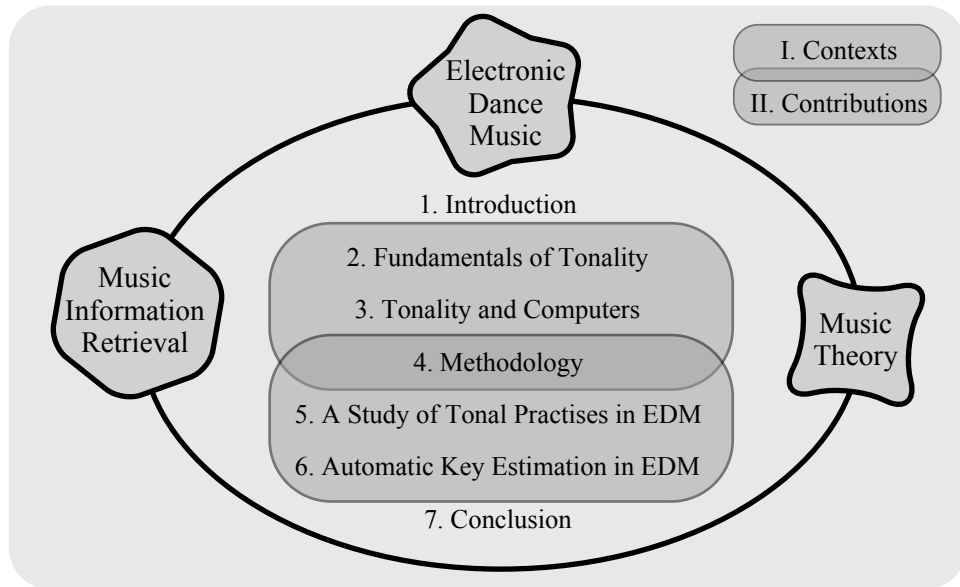 Electronic
Dance
Music
I. Contexts
II. Contributions
1. Introduction
Music
Information
Retrieval
2. Fundamentals of Tonality
3. Tonality and Computers
4. Methodology
5. A Study of Tonal Practises in EDM
6. Automatic Key Estimation in EDM
7. Conclusion
Music
Theory